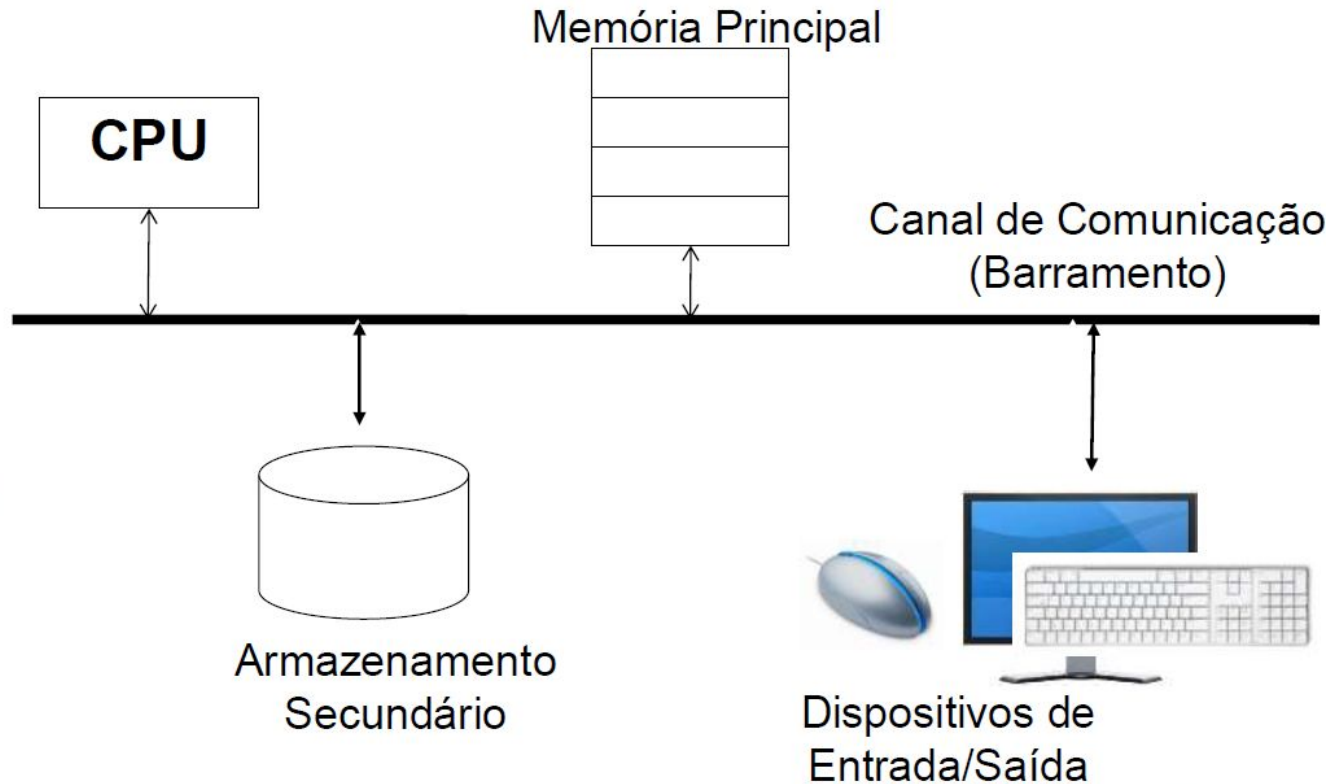 Memória Principal
CPU
Canal de Comunicação
(Barramento)
Armazenamento
Secundário
Dispositivos de
Entrada/Saída